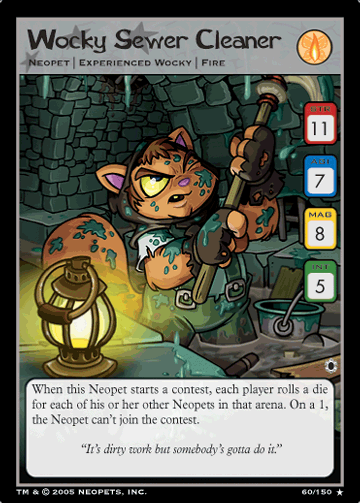 Wocky Sewer Cleaner
Neopet | Experienced Wocky | Fire
STR
11
AGI
7
MAG
8
INT
5
When this Neopet starts a contest, each player rolls a die
for each of his or her other Neopets in that arena. On a 1,
the Neopet can't join the contest.
"It's dirty work but somebody's gotta do it."
TM & © 2005 NEOPETS, INC.
60/150 ★